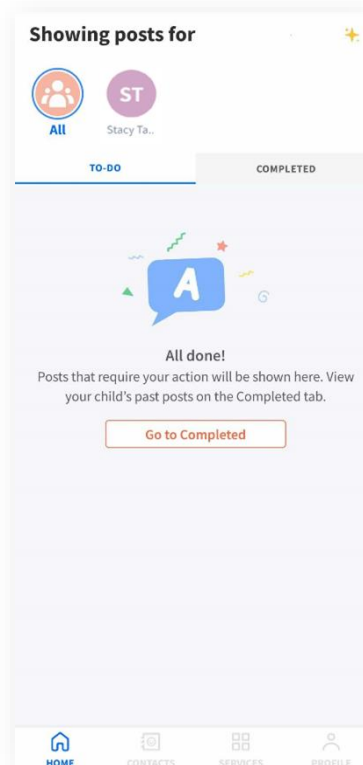 Showing posts for
ST
All
Stacy Ta..
TO-DO
COMPLETED
A
All done!
Posts that require your action will be shown here. View
your child's past posts on the Completed tab.
Go to Completed
HOME
CONTACTS
SERVICES
PROFILE